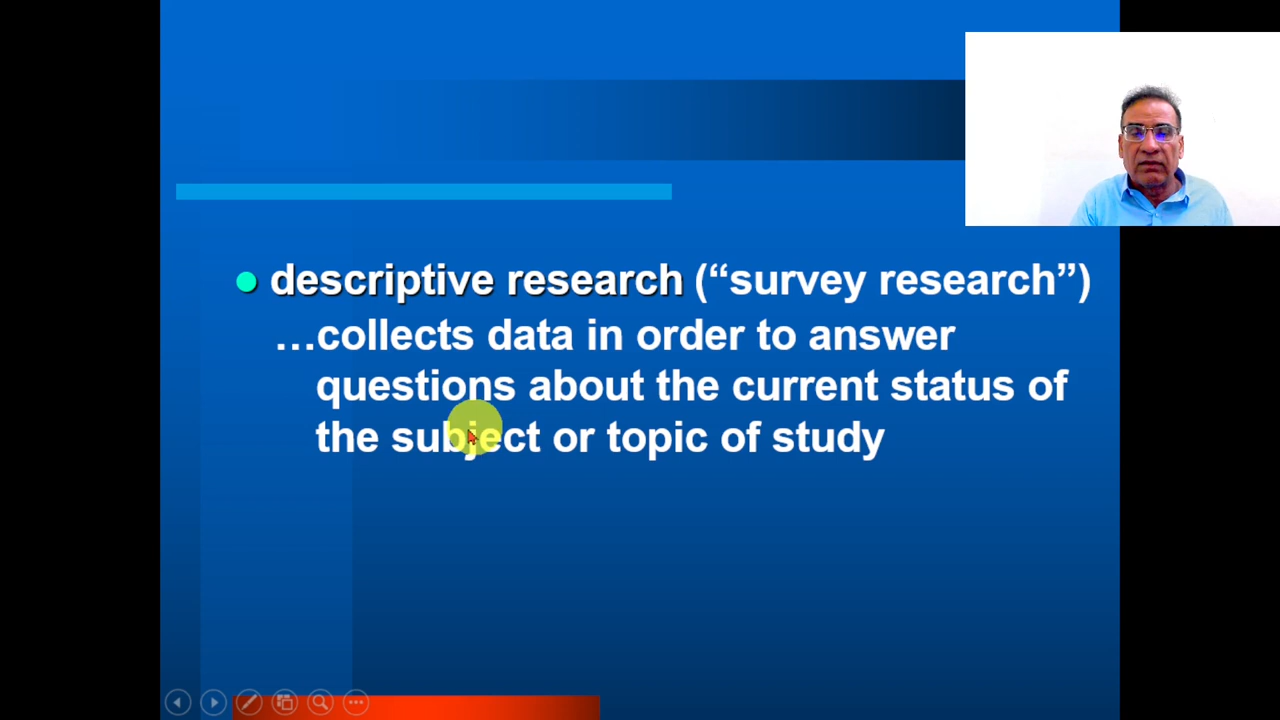 descriptive research (“survey research”)
…collects data in order to answer
questions about the current status of
the subject or topic of study